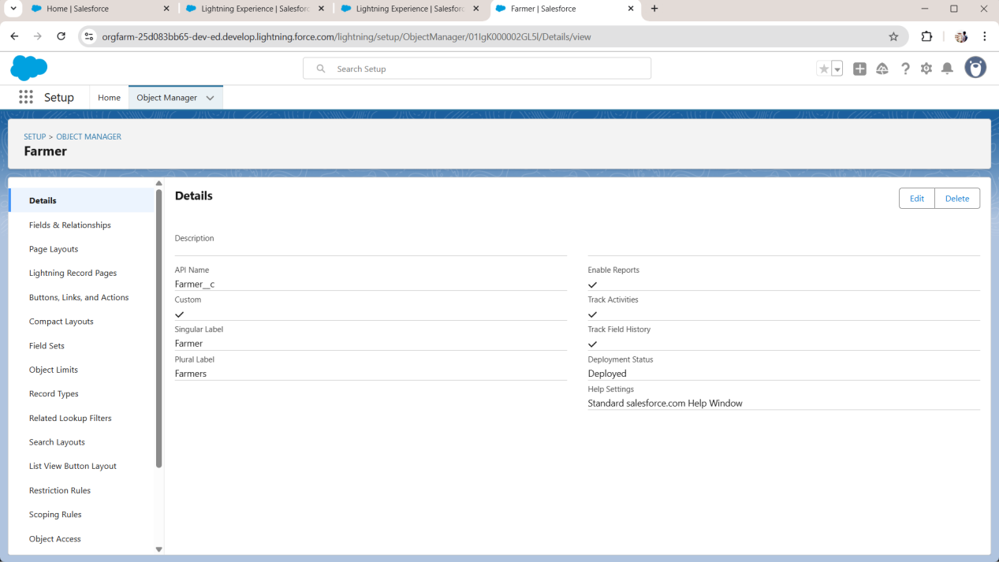 Home | Salesforce
Lightning Experience | Salesforc
Lightning Experience | Salesforc
Farmer | Salesforce
orgfarm-25d083bb65-dev-ed.develop.lightning.force.com/lightning/setup/ObjectManager/01IgK000002GL5l/Details/view
Search Setup
Setup
Home
Object Manager
SETUP > OBJECT MANAGER
Farmer
Details
Fields & Relationships
Page Layouts
Lightning Record Pages
Buttons, Links, and Actions
Compact Layouts
Field Sets
Object Limits
Record Types
Related Lookup Filters
Search Layouts
List View Button Layout
Restriction Rules
Scoping Rules
Object Access
Details
Edit
Delete
Description
API Name
Farmer__c
Custom
Singular Label
Farmer
Plural Label
Farmers
Enable Reports
Track Activities
Track Field History
Deployment Status
Deployed
Help Settings
Standard salesforce.com Help Window